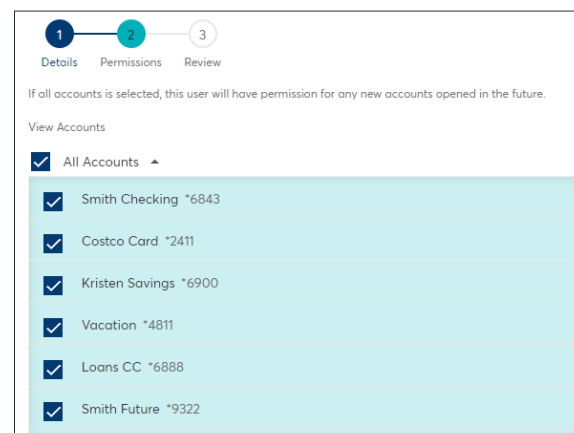 1 2 3
Details Permissions Review
If all accounts is selected, this user will have permission for any new accounts opened in the future.
View Accounts
All Accounts
Smith Checking *6843
Costco Card *2411
Kristen Savings *6900
Vacation *4811
Loans CC *6888
Smith Future *9322